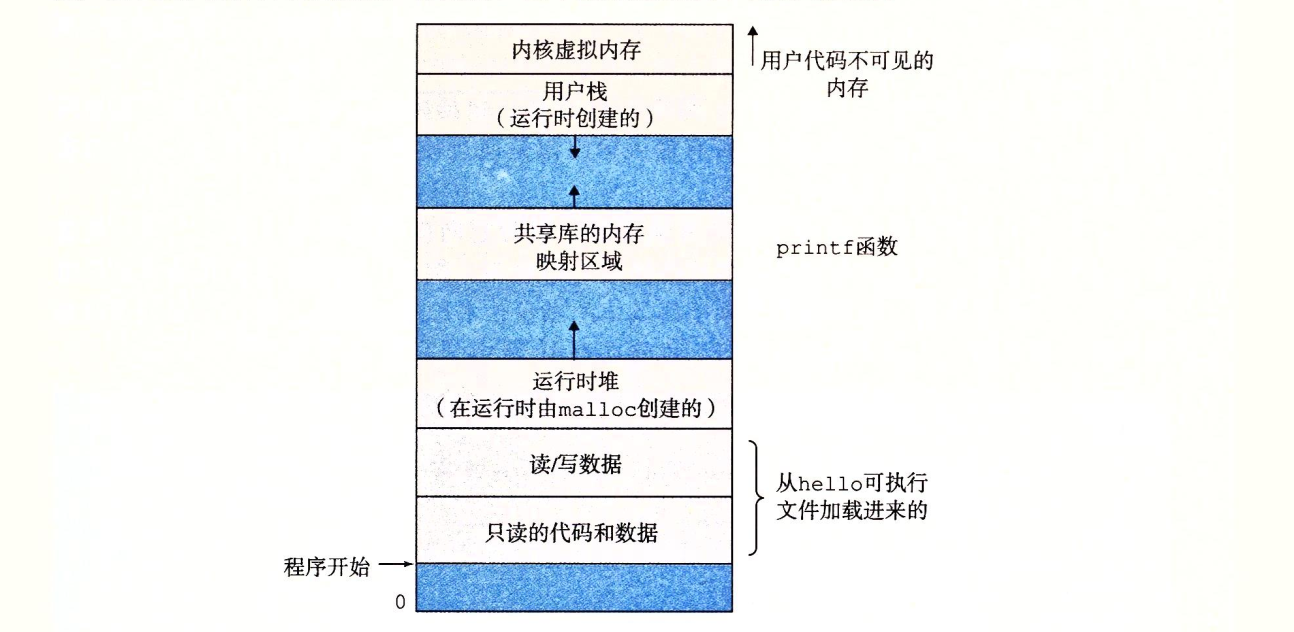 内核虚拟内存
用户代码不可见的
内存
用户栈
（运行时创建的）
共享库的内存
映射区域
printf函数
运行时堆
（在运行时由malloc创建的）
读/写数据
从hello可执行
文件加载进来的
只读的代码和数据
程序开始
0